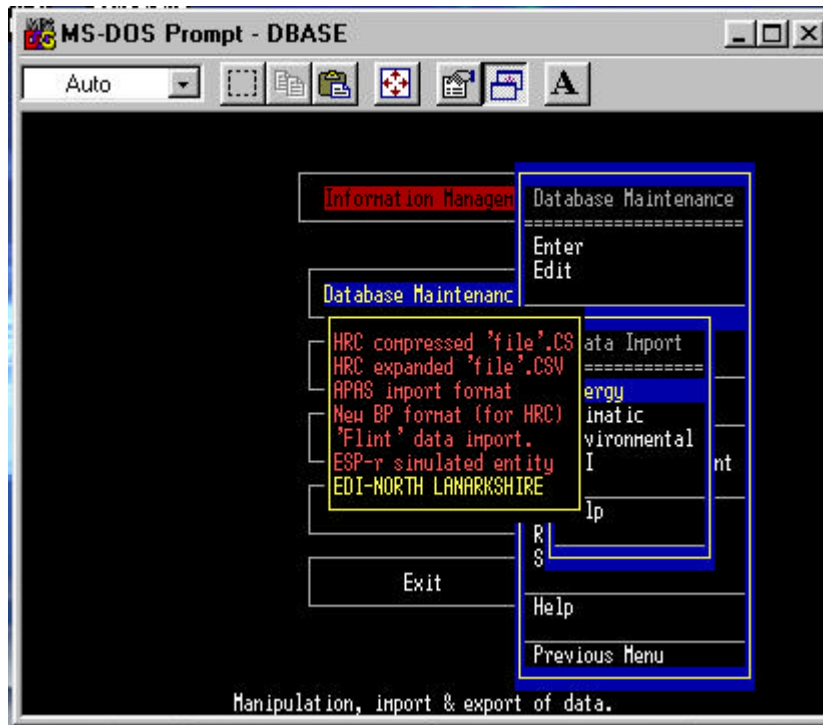 MS-DOS Prompt - DBASE
Auto
A
Information Managem
Database Maintenanc
Exit
Database Maintenance
=======================
Enter
Edit
ata Import
============
ergy
imatic
vironmental
I
lp
nt
R
S
Help
Previous Menu
HRC compressed 'file'.CS
HRC expanded 'file'.CSV
APAS import format
New BP format (for HRC)
'Flint' data import.
ESP-r simulated entity
EDI-NORTH LANARKSHIRE
Manipulation, import & export of data.